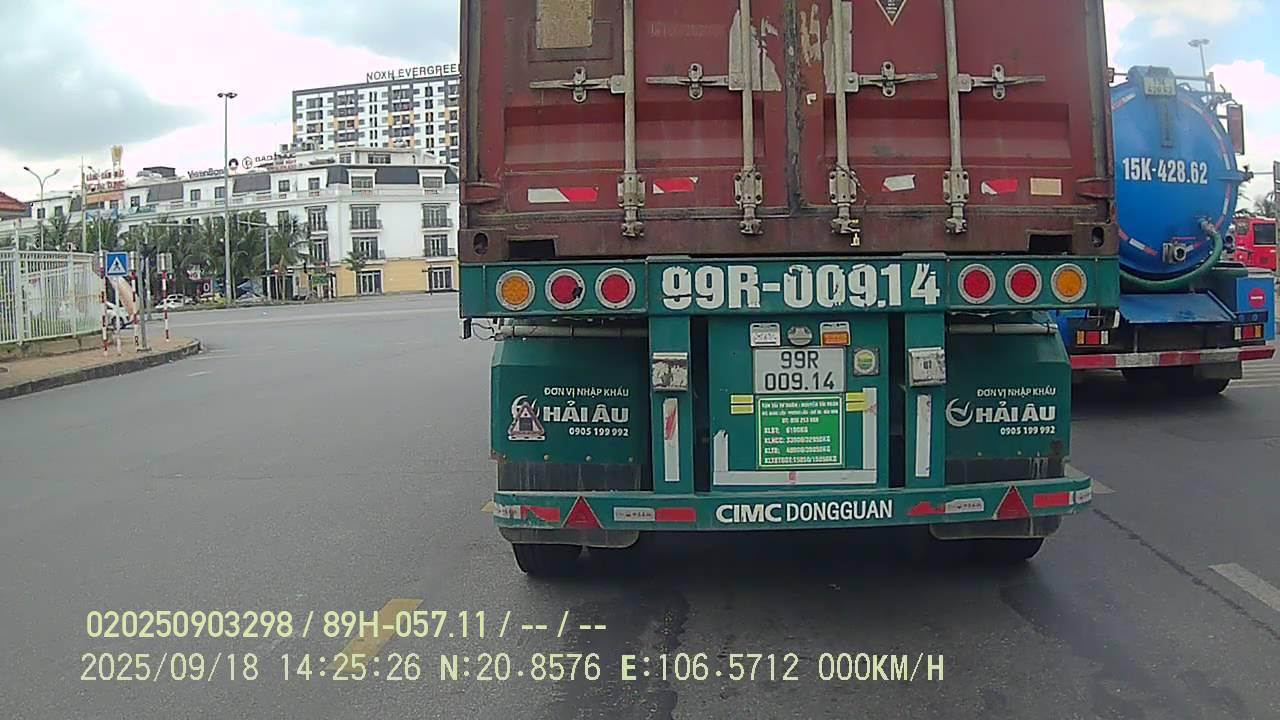 NOXH EVERGREEN
15K-428.62
99R-009.14
99R
009.14
ĐƠN VỊ NHẬP KHẨU
HẢI ÂU
0905 199 992
ĐƠN VỊ NHẬP KHẨU
HẢI ÂU
0905 199 992
KLBT: 6100KG
CIMC DONGGUAN
020250903298 / 89H-057.11 / -- / --
2025/09/18 14:25:26 N:20.8576 E:106.5712 000KM/H